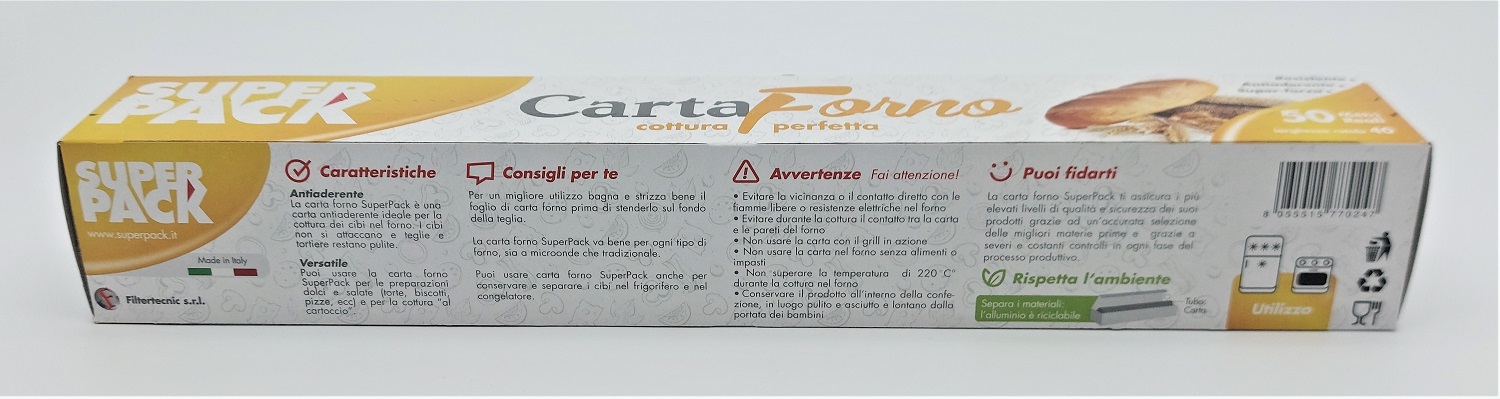 SUPER
PACK
CartaForno
cottura perfetta
Resistente
Antiaderente
Super-forza
50 Metri
Reali
larghezza rotolo 40
SUPER
PACK
www.superpack.it
Made in Italy
Filtertecnic s.r.l.
Caratteristiche
Antiaderente
La carta forno SuperPack è una
carta antiaderente ideale per la
cottura dei cibi nel forno. I cibi
non si attaccano e teglie e
tortiere restano pulite.
Versatile
Puoi usare la carta forno
SuperPack per le preparazioni
dolci e salate (torte, biscotti,
pizze, ecc) e per la cottura "al
cartoccio".
Consigli per te
Per un migliore utilizzo bagna e strizza bene il
foglio di carta forno prima di stenderlo sul fondo
della teglia.
La carta forno SuperPack va bene per ogni tipo di
forno, sia a microonde che tradizionale.
Puoi usare carta forno SuperPack anche per
conservare e separare i cibi nel frigorifero e nel
congelatore.
Avvertenze Fai attenzione!
• Evitare la vicinanza o il contatto diretto con le
fiamme libere o resistenze elettriche nel forno
• Evitare durante la cottura il contatto tra la carta
e le pareti del forno
• Non usare la carta con il grill in azione
• Non usare la carta nel forno senza alimenti o
impasti
• Non superare la temperatura di 220 C°
durante la cottura nel forno
• Conservare il prodotto all'interno della confe-
zione, in luogo pulito e asciutto e lontano dalla
portata dei bambini
Puoi fidarti
La carta forno SuperPack ti assicura i più
elevati livelli di qualità e sicurezza dei suoi
prodotti grazie ad un'accurata selezione
delle migliori materie prime e grazie a
severi e costanti controlli in ogni fase del
processo produttivo.
Rispetta l'ambiente
Separa i materiali:
l'alluminio è riciclabile
Tubo:
Carta
8 055515 770247
Utilizzo